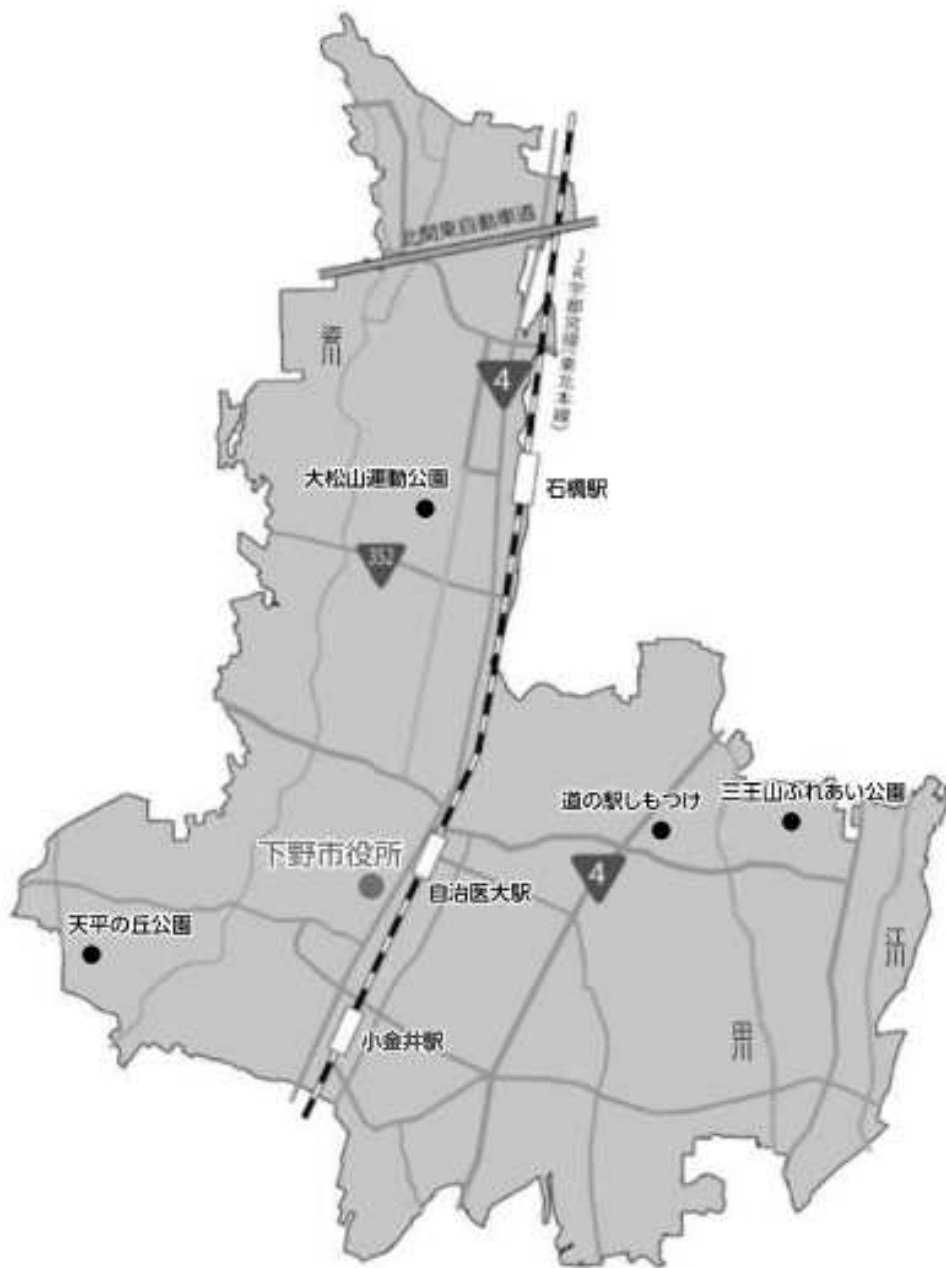 北関東自動車道
JR宇都宮線(東北本線)
姿川
4
大松山運動公園
石橋駅
352
道の駅しもつけ
三王山ふれあい公園
下野市役所
4
自治医大駅
天平の丘公園
江川
田川
小金井駅